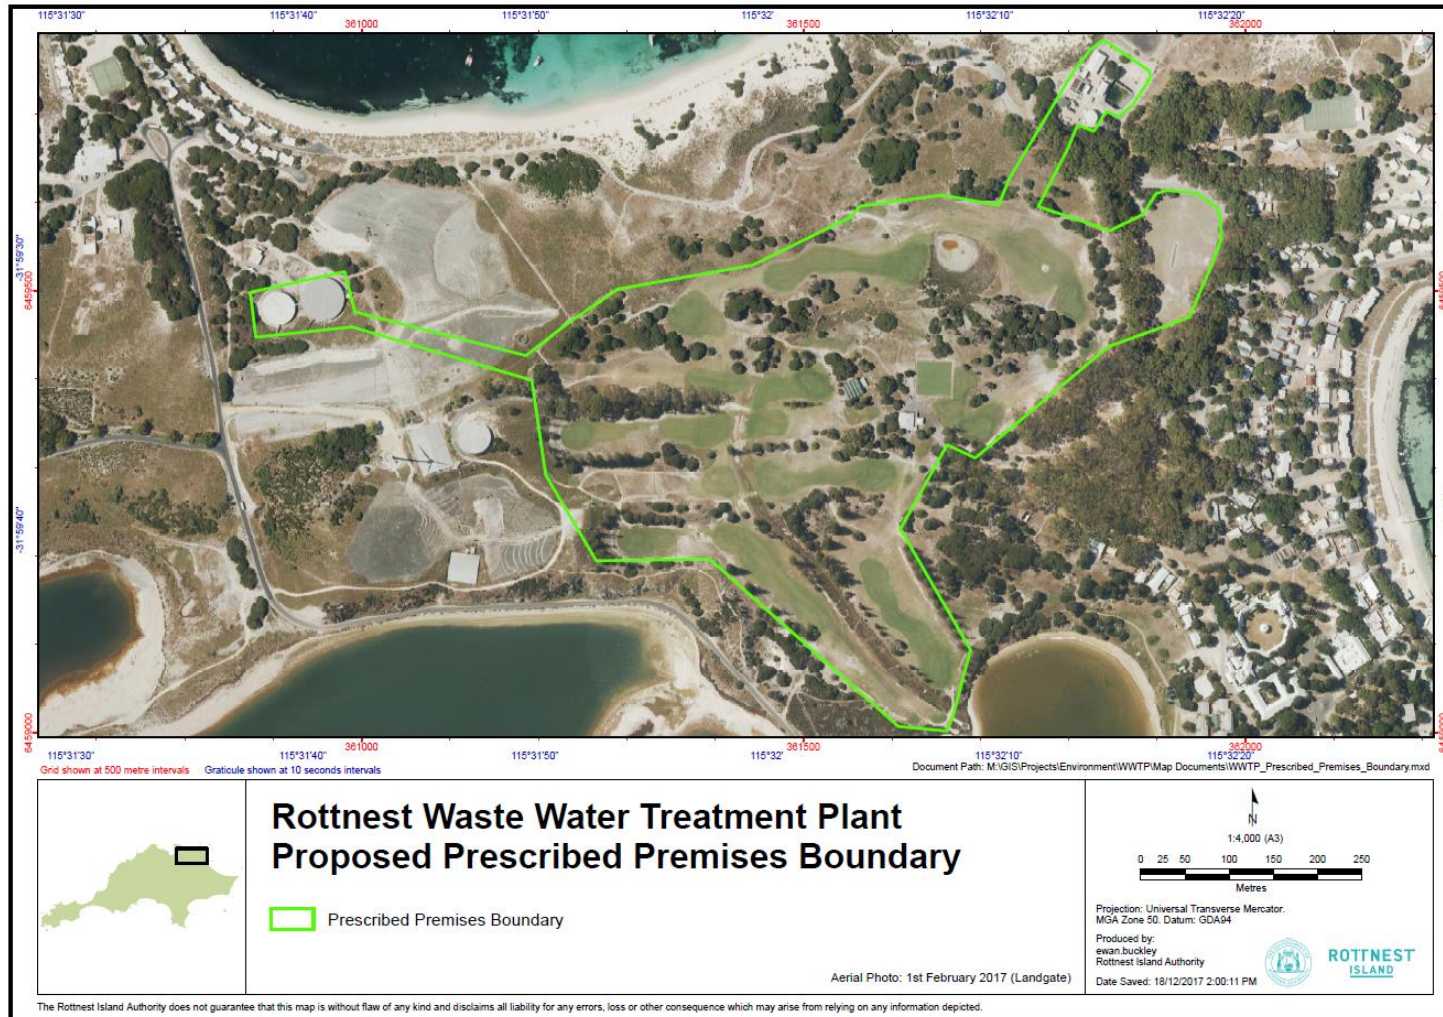 115°31'30" 115°31'40" 115°31'50" 115°32' 115°32'10" 115°32'20"
361000 361500 362000
-31°59'30"
6459500 6459500
-31°59'40"
6459000 6459000
361000 361500 362000
115°31'30" 115°31'40" 115°31'50" 115°32' 115°32'10" 115°32'20"
Grid shown at 500 metre intervals Graticule shown at 10 seconds intervals
Document Path: M:\GIS\Projects\Environment\WWTP\Map Documents\WWTP_Prescribed_Premises_Boundary.mxd
Rottnest Waste Water Treatment Plant
Proposed Prescribed Premises Boundary
Prescribed Premises Boundary
Aerial Photo: 1st February 2017 (Landgate)
N
1:4,000 (A3)
0 25 50 100 150 200 250
Metres
Projection: Universal Transverse Mercator.
MGA Zone 50. Datum: GDA94
Produced by:
ewan.buckley
Rottnest Island Authority
Date Saved: 18/12/2017 2:00:11 PM
ROTTNEST
ISLAND
The Rottnest Island Authority does not guarantee that this map is without flaw of any kind and disclaims all liability for any errors, loss or other consequence which may arise from relying on any information depicted.